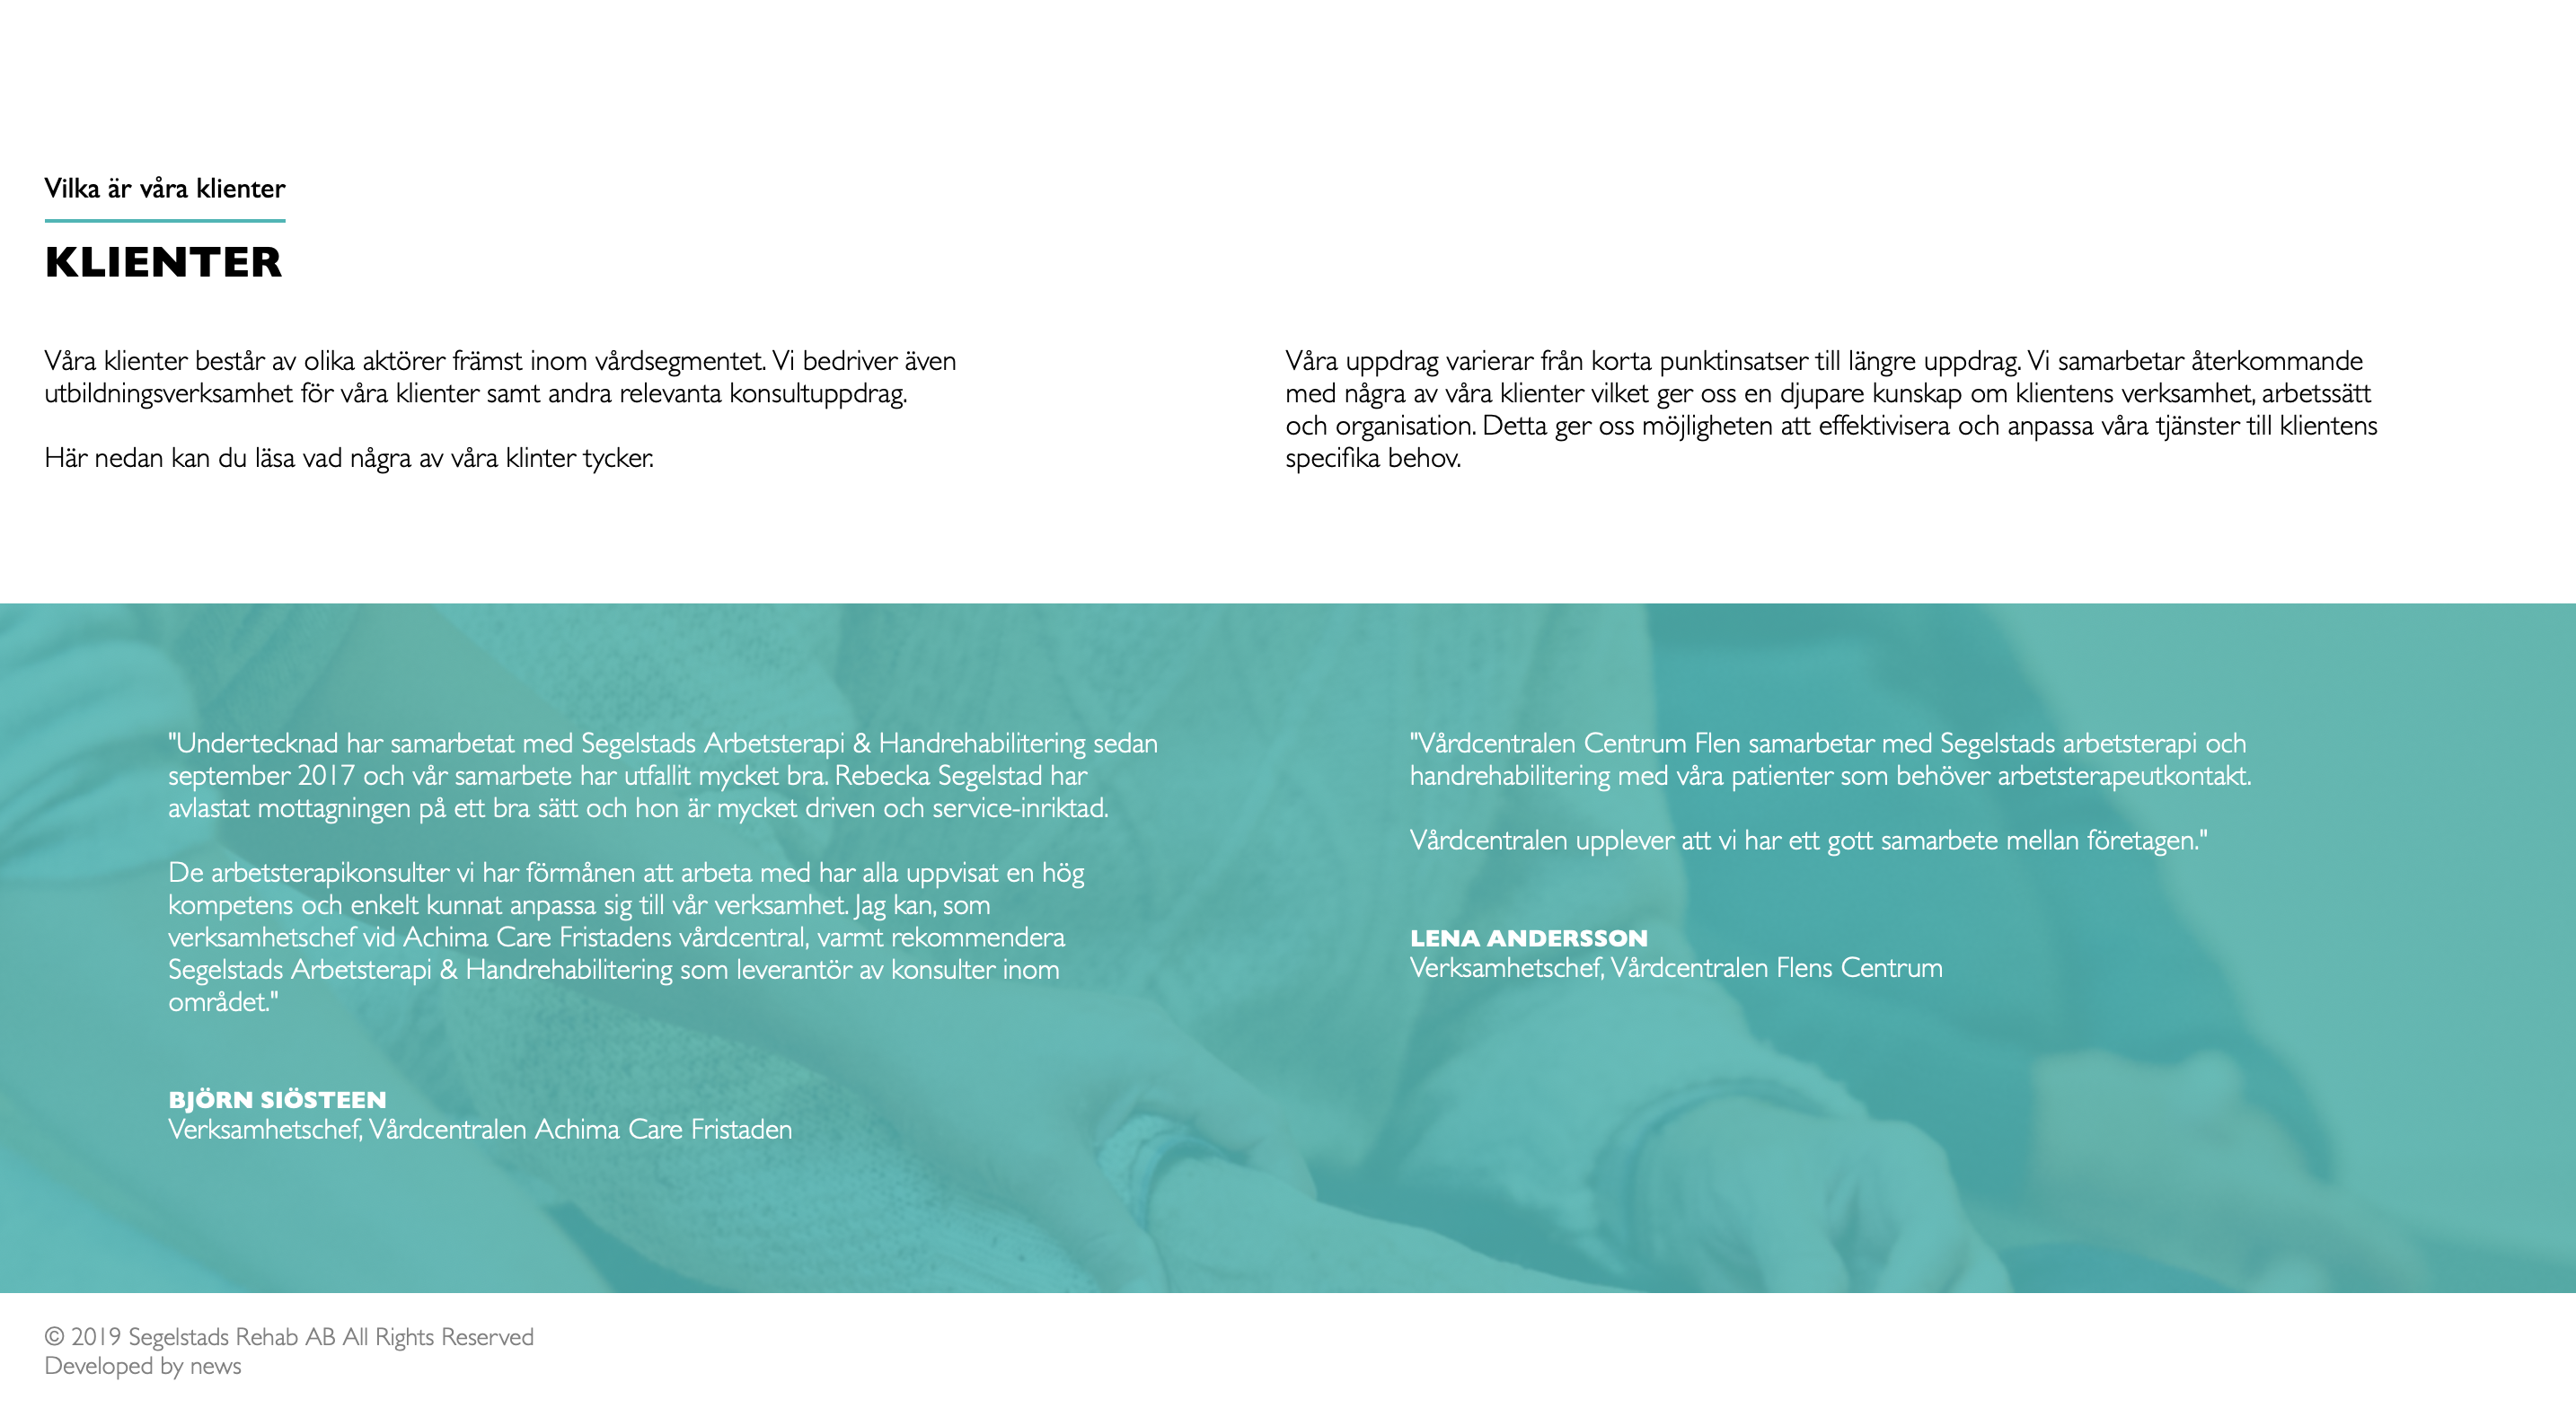 Vilka är våra klienter
KLIENTER
Våra klienter består av olika aktörer främst inom vårdsegmentet. Vi bedriver även
utbildningsverksamhet för våra klienter samt andra relevanta konsultuppdrag.
Här nedan kan du läsa vad några av våra klinter tycker.
Våra uppdrag varierar från korta punktinsatser till längre uppdrag. Vi samarbetar återkommande
med några av våra klienter vilket ger oss en djupare kunskap om klientens verksamhet, arbetssätt
och organisation. Detta ger oss möjligheten att effektivisera och anpassa våra tjänster till klientens
specifika behov.
"Undertecknad har samarbetat med Segelstads Arbetsterapi & Handrehabilitering sedan
september 2017 och vår samarbete har utfallit mycket bra. Rebecka Segelstad har
avlastat mottagningen på ett bra sätt och hon är mycket driven och service-inriktad.
De arbetsterapikonsulter vi har förmånen att arbeta med har alla uppvisat en hög
kompetens och enkelt kunnat anpassa sig till vår verksamhet. Jag kan, som
verksamhetschef vid Achima Care Fristadens vårdcentral, varmt rekommendera
Segelstads Arbetsterapi & Handrehabilitering som leverantör av konsulter inom
området."
BJÖRN SIÖSTEEN
Verksamhetschef, Vårdcentralen Achima Care Fristaden
"Vårdcentralen Centrum Flen samarbetar med Segelstads arbetsterapi och
handrehabilitering med våra patienter som behöver arbetsterapeutkontakt.
Vårdcentralen upplever att vi har ett gott samarbete mellan företagen."
LENA ANDERSSON
Verksamhetschef, Vårdcentralen Flens Centrum
© 2019 Segelstads Rehab AB All Rights Reserved
Developed by news